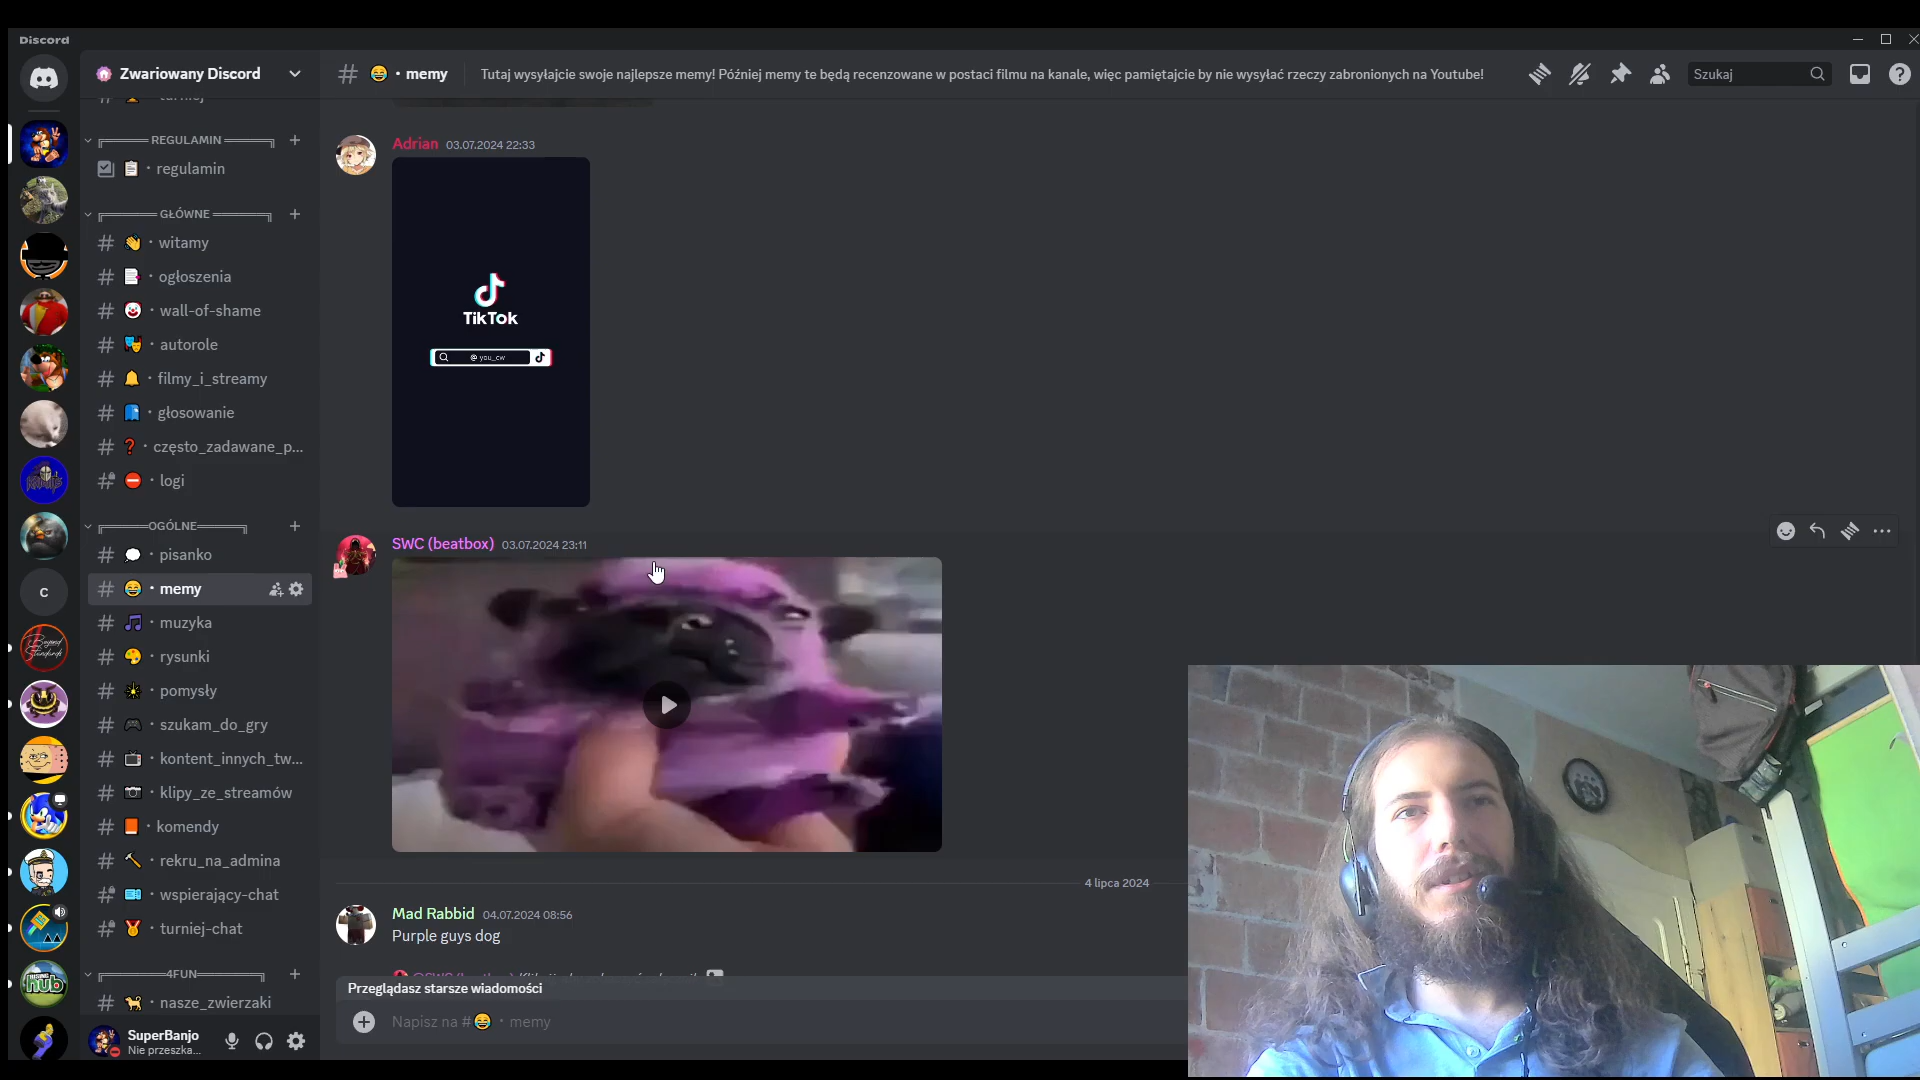 Discord
Zwariowany Discord
# 😂・memy
Tutaj wysyłajcie swoje najlepsze memy! Później memy te będą recenzowane w postaci filmu na kanale, więc pamiętajcie by nie wysyłać rzeczy zabronionych na Youtube!
Szukaj
turniej
╔════ REGULAMIN ════╗
regulamin
╔════ GŁÓWNE ════╗
witamy
ogłoszenia
wall-of-shame
autorole
filmy_i_streamy
głosowanie
często_zadawane_p...
logi
╔════OGÓLNE════╗
pisanko
memy
muzyka
rysunki
pomysły
szukam_do_gry
kontent_innych_tw...
klipy_ze_streamów
komendy
rekru_na_admina
wspierający-chat
turniej-chat
╔════4FUN════╗
nasze_zwierzaki
SuperBanjo
Nie przeszka...
C
Beyond Standards
HUB
Adrian 03.07.2024 22:33
TikTok
@ you_cw
SWC (beatbox) 03.07.2024 23:11
4 lipca 2024
Mad Rabbid 04.07.2024 08:56
Purple guys dog
Przeglądasz starsze wiadomości
Napisz na #😂・memy